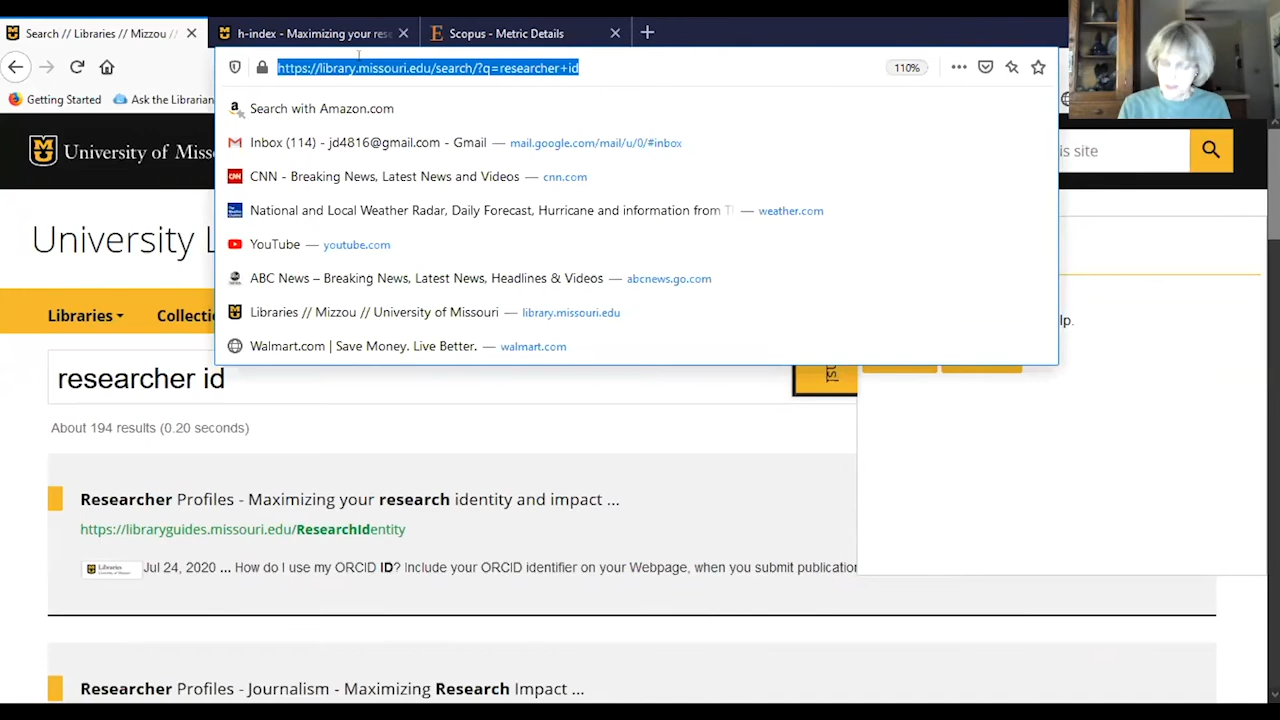 Search // Libraries // Mizzou /
h-index - Maximizing your res
Scopus - Metric Details
https://library.missouri.edu/search/?q=researcher+id
110%
Getting Started
Ask the Librarian
Search with Amazon.com
Inbox (114) - jd4816@gmail.com - Gmail — mail.google.com/mail/u/0/#inbox
CNN - Breaking News, Latest News and Videos — cnn.com
National and Local Weather Radar, Daily Forecast, Hurricane and information from — weather.com
YouTube — youtube.com
ABC News – Breaking News, Latest News, Headlines & Videos — abcnews.go.com
Libraries // Mizzou // University of Missouri — library.missouri.edu
Walmart.com | Save Money. Live Better. — walmart.com
University of Miss
is site
University L
Libraries
Collecti
lp.
researcher id
About 194 results (0.20 seconds)
Researcher Profiles - Maximizing your research identity and impact ...
https://libraryguides.missouri.edu/ResearchIdentity
Jul 24, 2020 ... How do I use my ORCID ID? Include your ORCID identifier on your Webpage, when you submit publication
Researcher Profiles - Journalism - Maximizing Research Impact ...